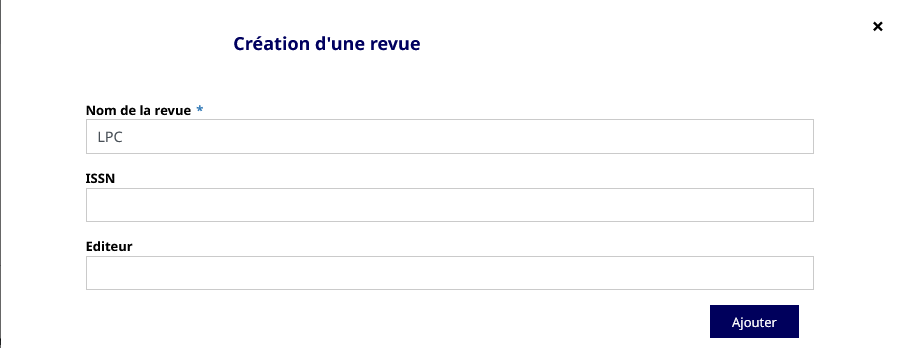 ×
Création d'une revue
Nom de la revue *
LPC
ISSN
Editeur
Ajouter